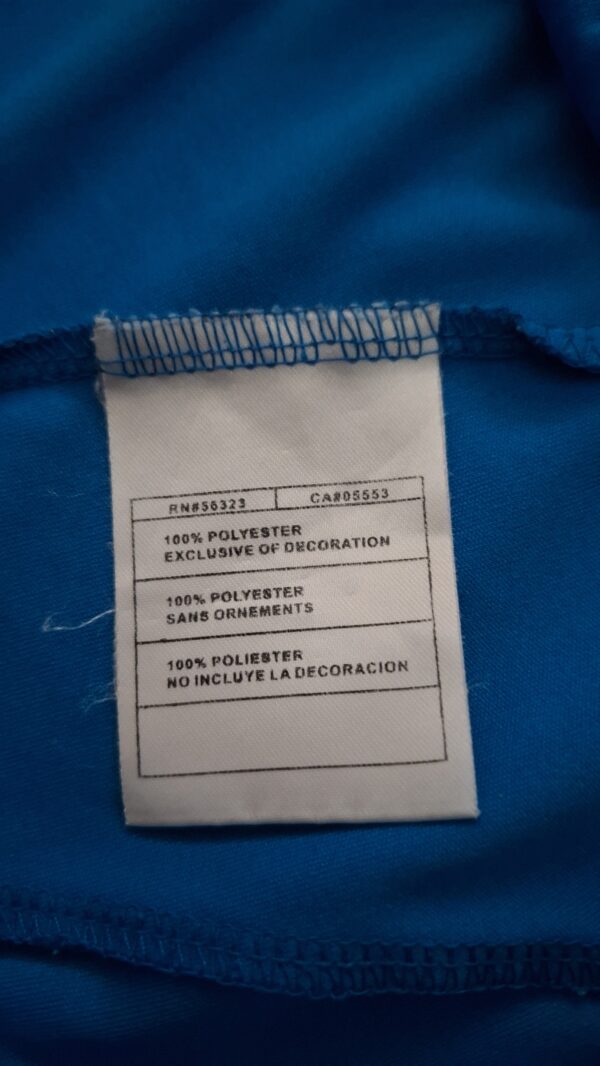 RN#56323 CA#05553
100% POLYESTER
EXCLUSIVE OF DECORATION
100% POLYESTER
SANS ORNEMENTS
100% POLIESTER
NO INCLUYE LA DECORACION